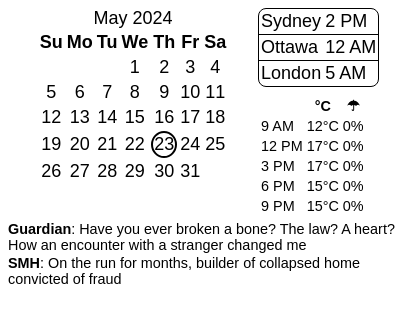 May 2024
Su Mo Tu We Th Fr Sa
1 2 3 4
5 6 7 8 9 10 11
12 13 14 15 16 17 18
19 20 21 22 23 24 25
26 27 28 29 30 31
Sydney 2 PM
Ottawa 12 AM
London 5 AM
°C ☂
9 AM 12°C 0%
12 PM 17°C 0%
3 PM 17°C 0%
6 PM 15°C 0%
9 PM 15°C 0%
Guardian: Have you ever broken a bone? The law? A heart?
How an encounter with a stranger changed me
SMH: On the run for months, builder of collapsed home
convicted of fraud